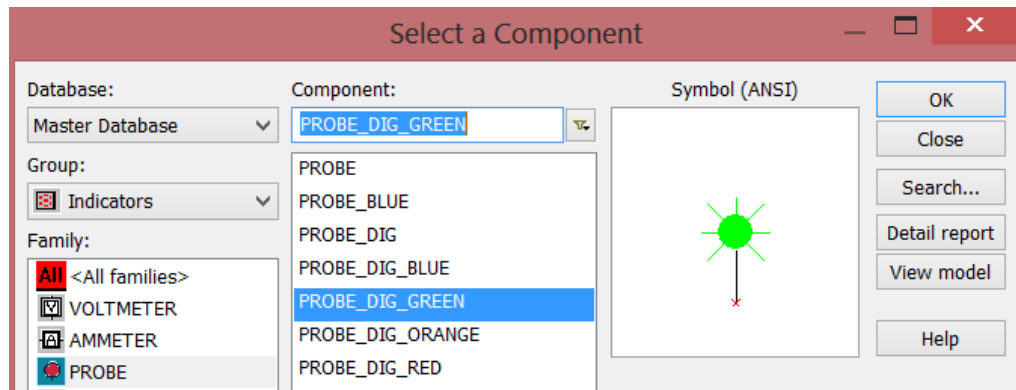 Select a Component
Database:
Master Database
Group:
Indicators
Family:
All <All families>
V VOLTMETER
A AMMETER
PROBE
Component:
PROBE_DIG_GREEN
PROBE
PROBE_BLUE
PROBE_DIG
PROBE_DIG_BLUE
PROBE_DIG_GREEN
PROBE_DIG_ORANGE
PROBE_DIG_RED
Symbol (ANSI)
OK
Close
Search...
Detail report
View model
Help